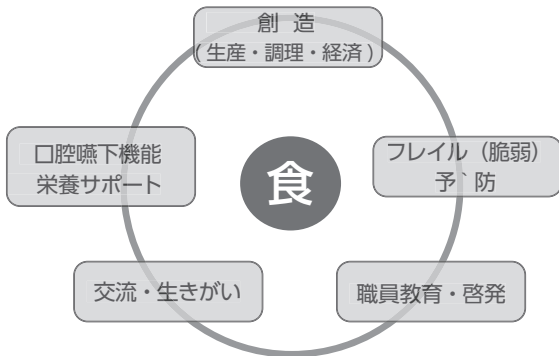 創 造
(生産・調理・経済)
口腔嚥下機能
栄養サポート
食
フレイル（脆弱）
予`防
交流・生きがい
職員教育・啓発